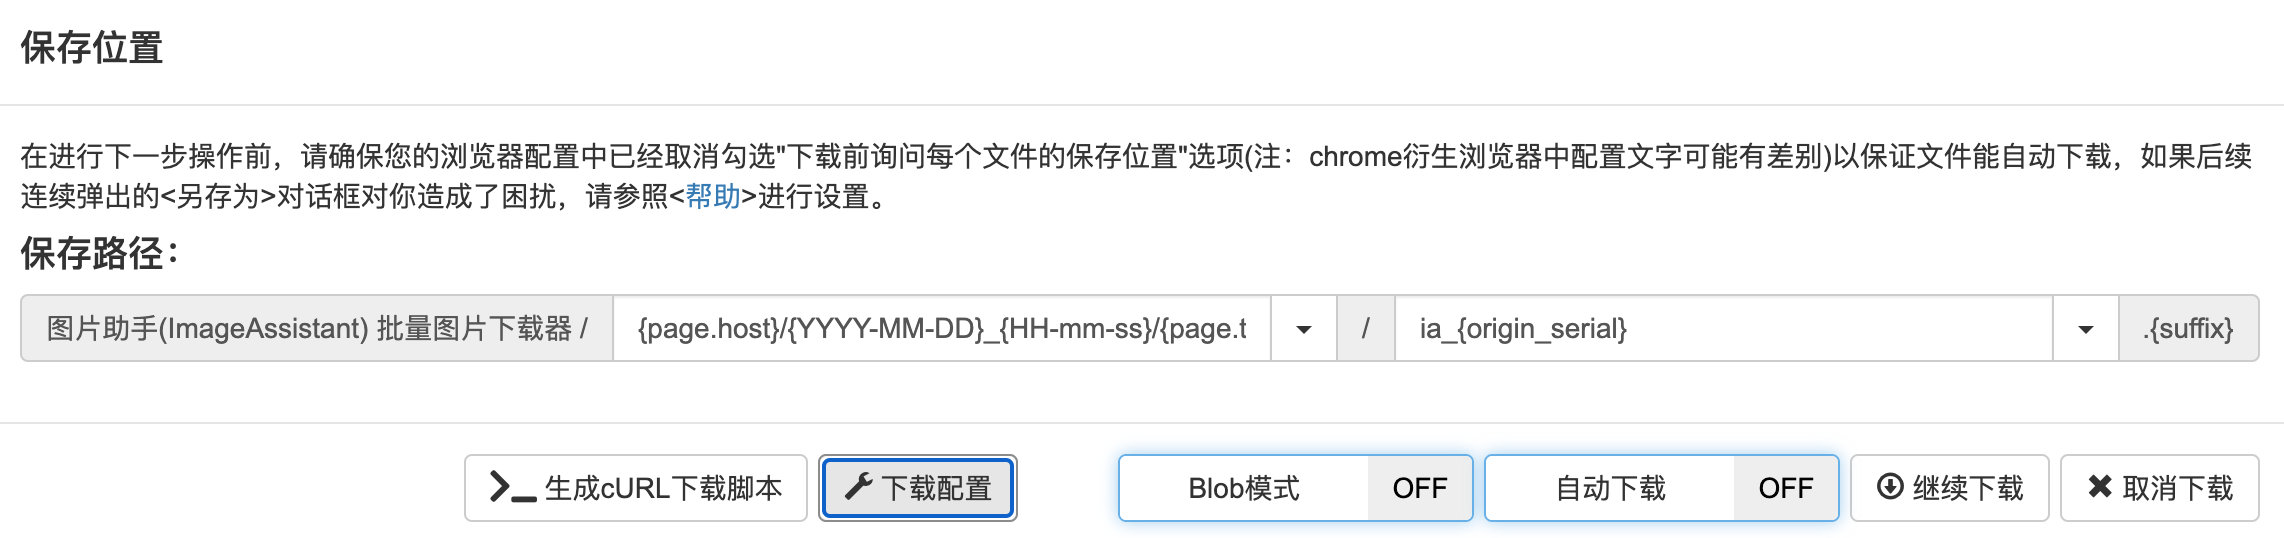 保存位置
在进行下一步操作前，请确保您的浏览器配置中已经取消勾选"下载前询问每个文件的保存位置"选项(注：chrome衍生浏览器中配置文字可能有差别)以保证文件能自动下载，如果后续
连续弹出的<另存为>对话框对你造成了困扰，请参照<帮助>进行设置。
保存路径：
图片助手(ImageAssistant) 批量图片下载器 / {page.host}/{YYYY-MM-DD}_{HH-mm-ss}/{page.t / ia_{origin_serial} .{suffix}
生成cURL下载脚本 下载配置 Blob模式 OFF 自动下载 OFF 继续下载 取消下载